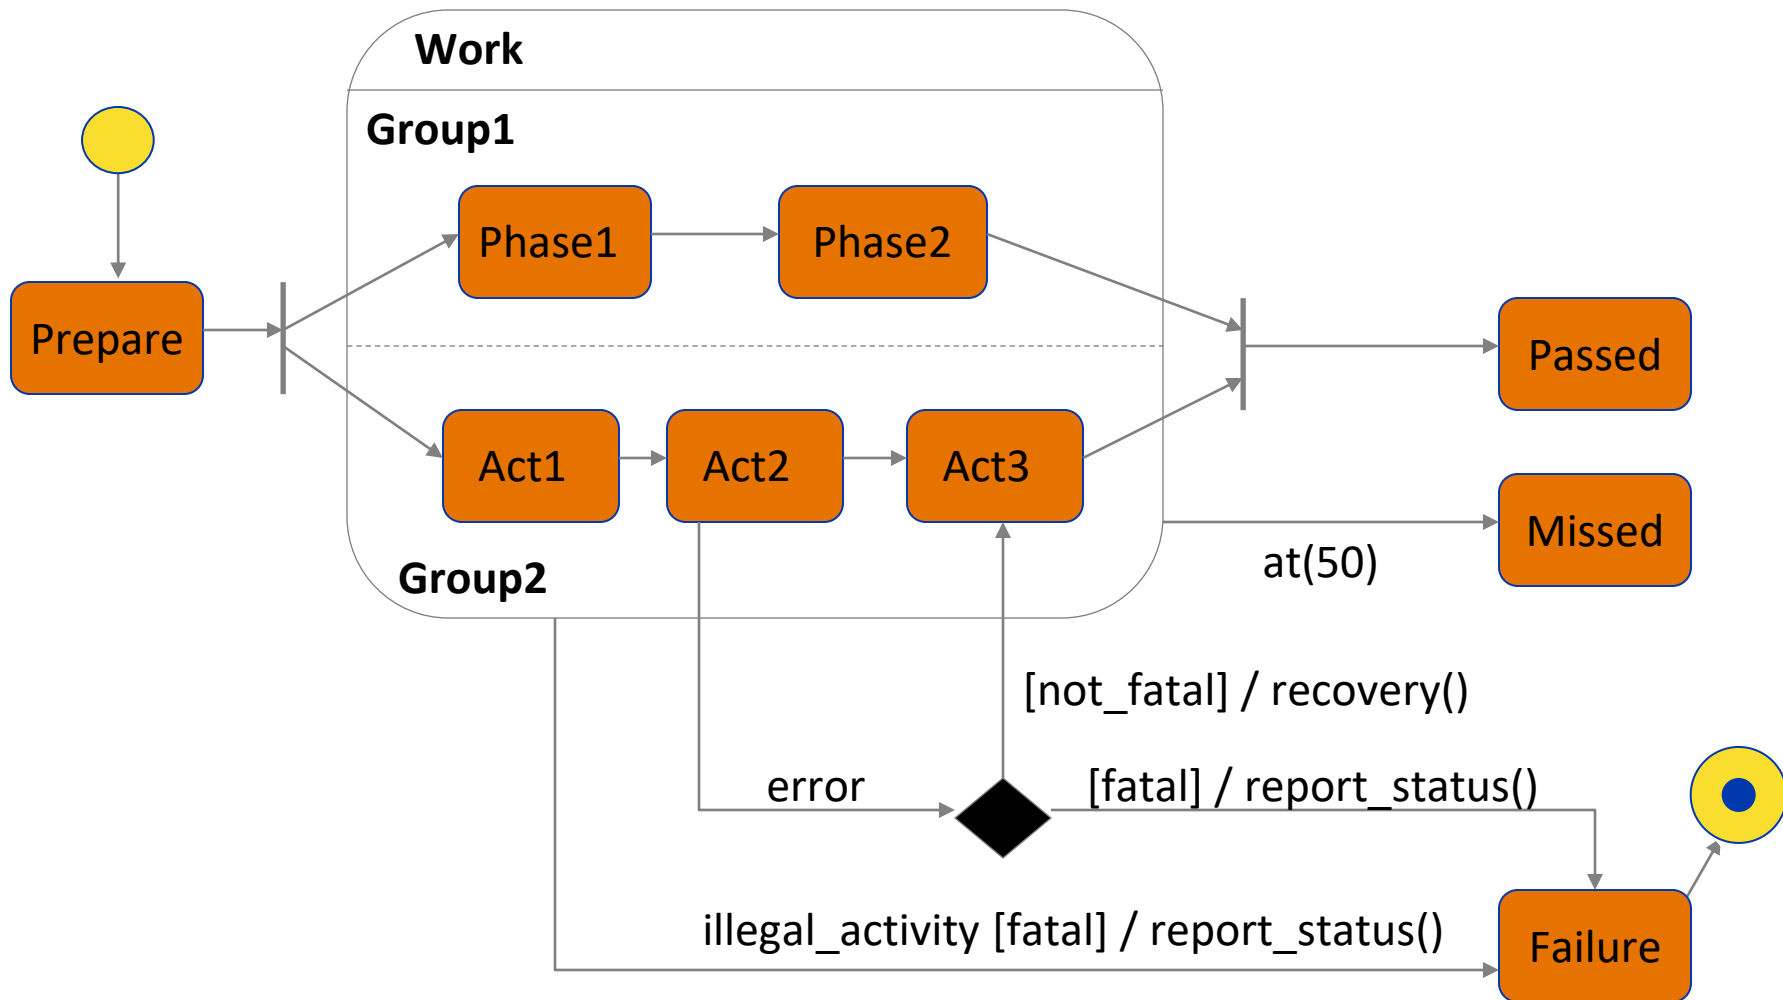 Work
Group1
Phase1
Phase2
Prepare
Passed
Act1
Act2
Act3
Missed
at(50)
Group2
[not_fatal] / recovery()
error
[fatal] / report_status()
illegal_activity [fatal] / report_status()
Failure